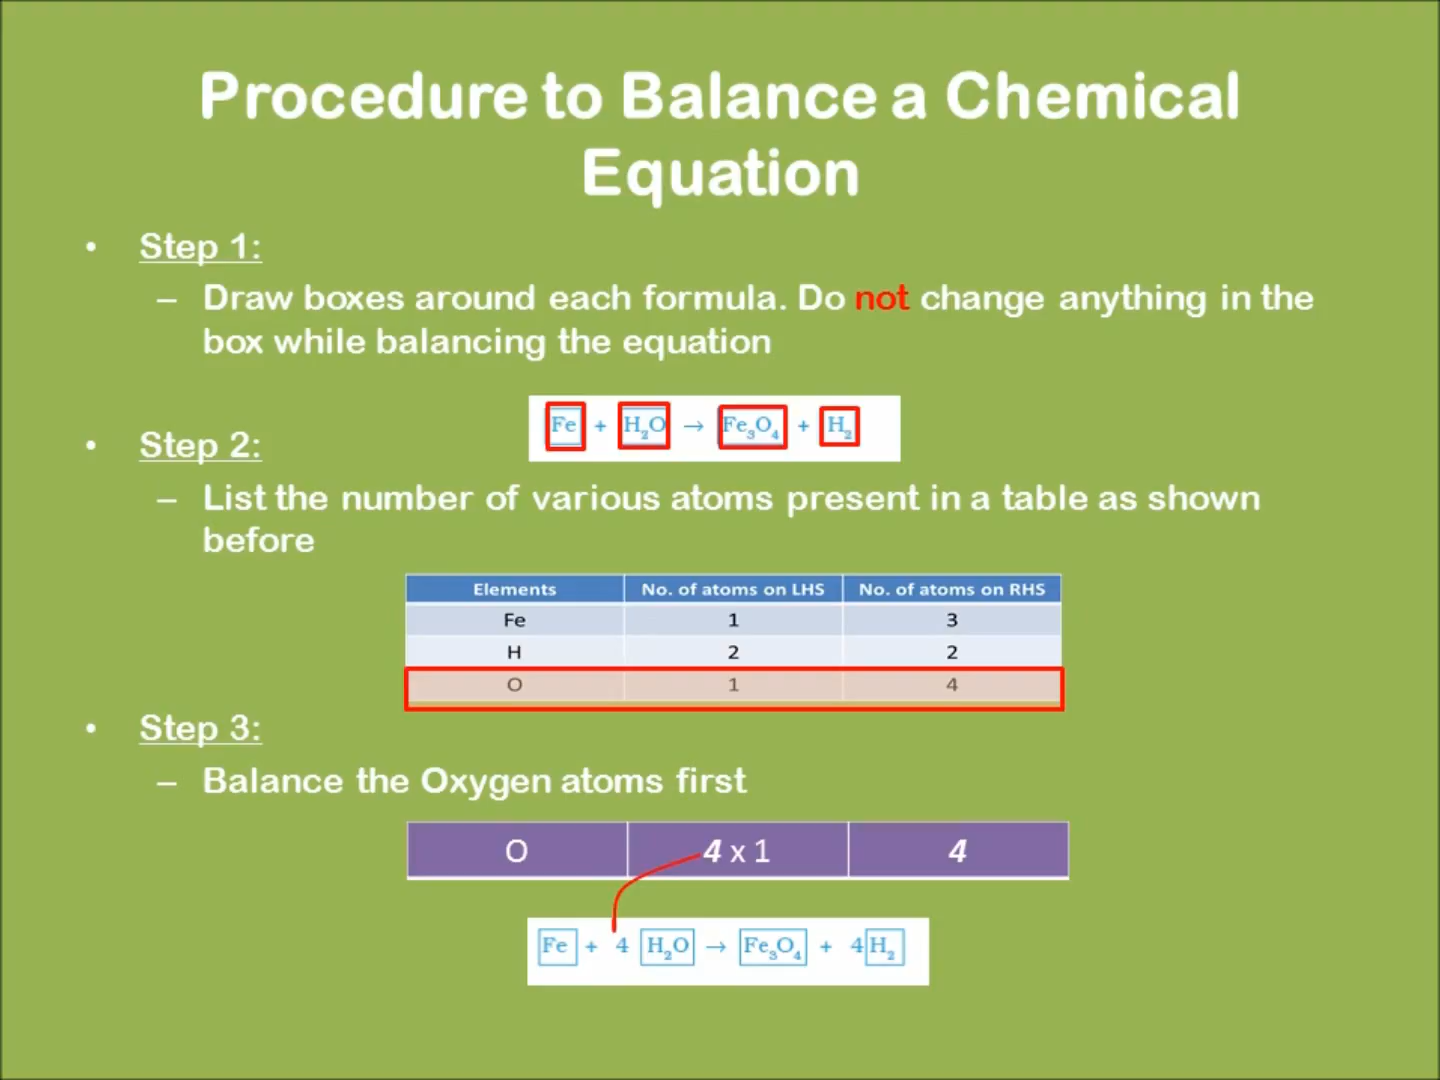 Procedure to Balance a Chemical
Equation
• Step 1:
– Draw boxes around each formula. Do not change anything in the
box while balancing the equation
Fe + H₂O → Fe₃O₄ + H₂
• Step 2:
– List the number of various atoms present in a table as shown
before
Elements No. of atoms on LHS No. of atoms on RHS
Fe 1 3
H 2 2
O 1 4
• Step 3:
– Balance the Oxygen atoms first
O 4 x 1 4
Fe + 4 H₂O → Fe₃O₄ + 4 H₂